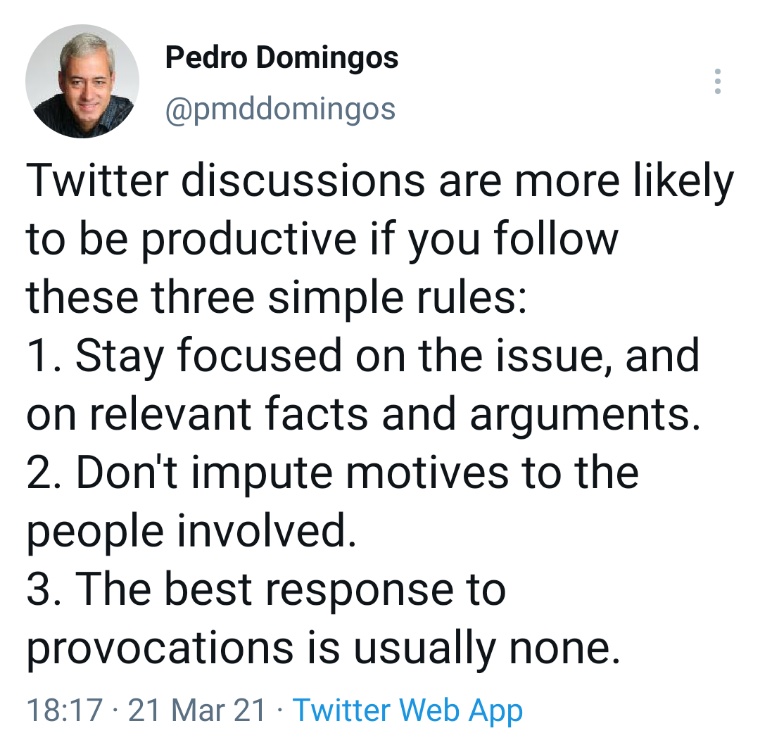 Pedro Domingos
@pmddomingos
Twitter discussions are more likely
to be productive if you follow
these three simple rules:
1. Stay focused on the issue, and
on relevant facts and arguments.
2. Don't impute motives to the
people involved.
3. The best response to
provocations is usually none.
18:17 · 21 Mar 21 · Twitter Web App